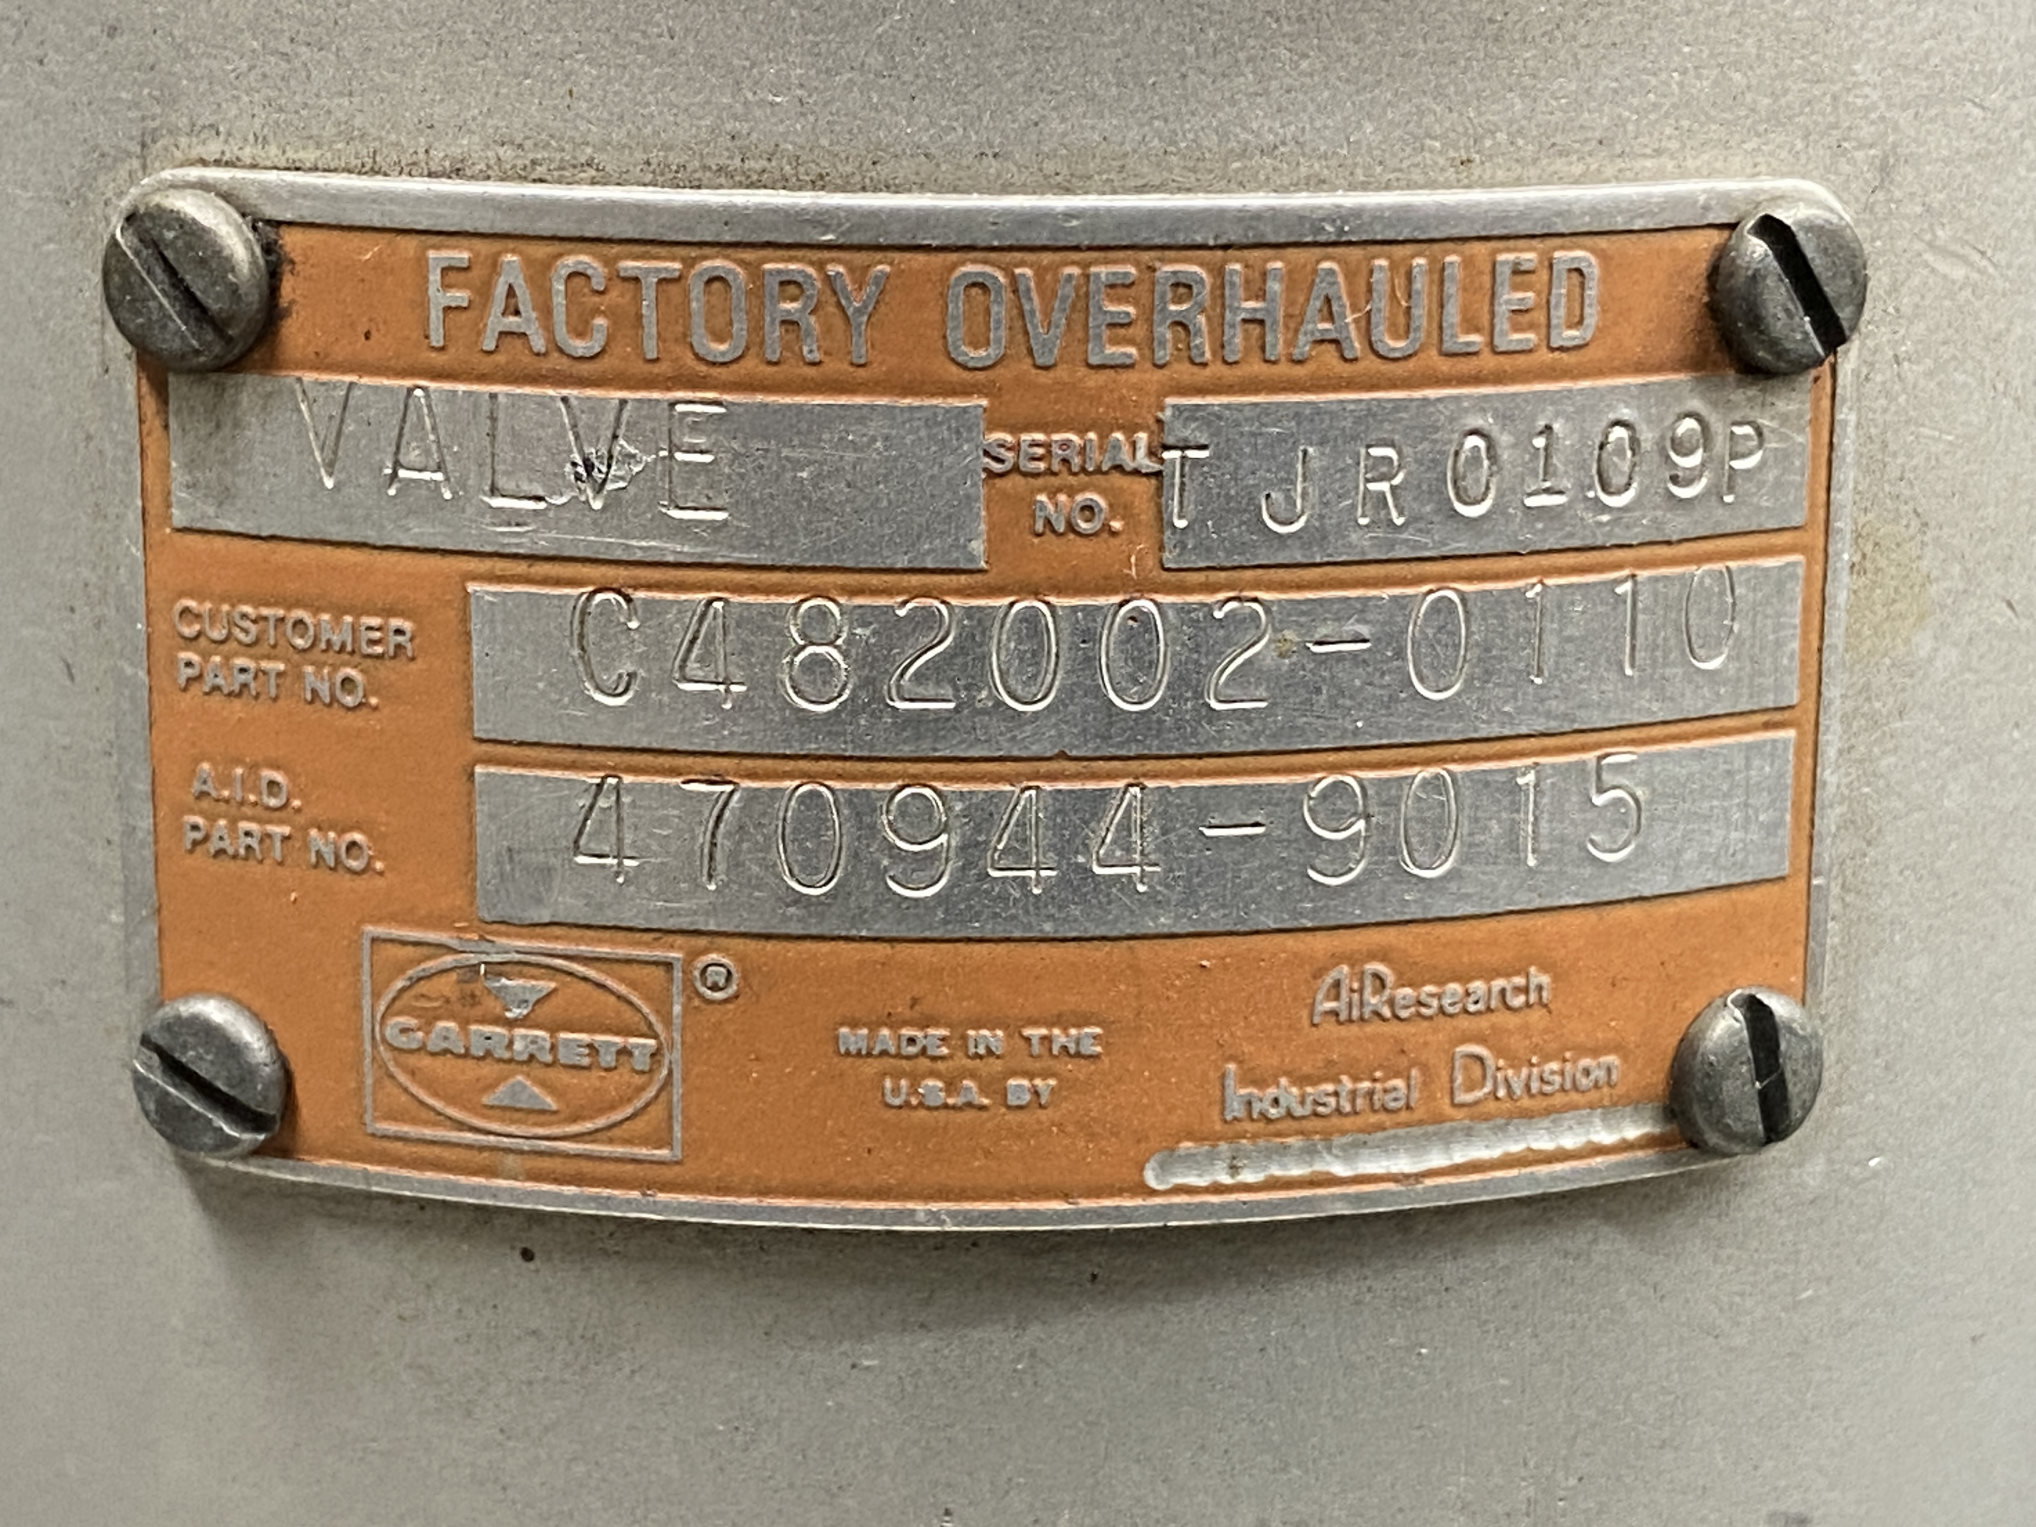 FACTORY OVERHAULED
VALVE
SERIAL
NO.
TJR0109P
CUSTOMER
PART NO.
C482002-0110
A.I.D.
PART NO.
470944-9015
GARRETT ®
MADE IN THE
U.S.A. BY
AiResearch
Industrial Division